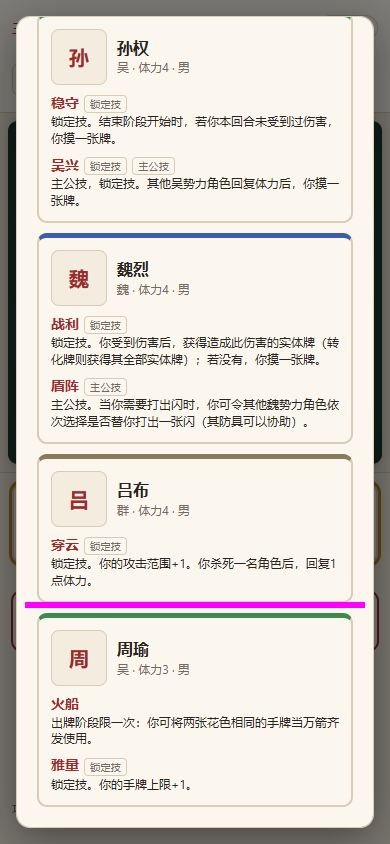 孙
孙权
吴 · 体力4 · 男
稳守 锁定技
锁定技。结束阶段开始时，若你本回合未受到过伤害，
你摸一张牌。
吴兴 锁定技 主公技
主公技，锁定技。其他吴势力角色回复体力后，你摸一
张牌。
魏
魏烈
魏 · 体力4 · 男
战利 锁定技
锁定技。你受到伤害后，获得造成此伤害的实体牌（转
化牌则获得其全部实体牌）；若没有，你摸一张牌。
盾阵 主公技
主公技。当你需要打出闪时，你可令其他魏势力角色依
次选择是否替你打出一张闪（其防具可以协助）。
吕
吕布
群 · 体力4 · 男
穿云 锁定技
锁定技。你的攻击范围+1。你杀死一名角色后，回复1
点体力。
周
周瑜
吴 · 体力3 · 男
火船
出牌阶段限一次：你可将两张花色相同的手牌当万箭齐
发使用。
雅量 锁定技
锁定技。你的手牌上限+1。